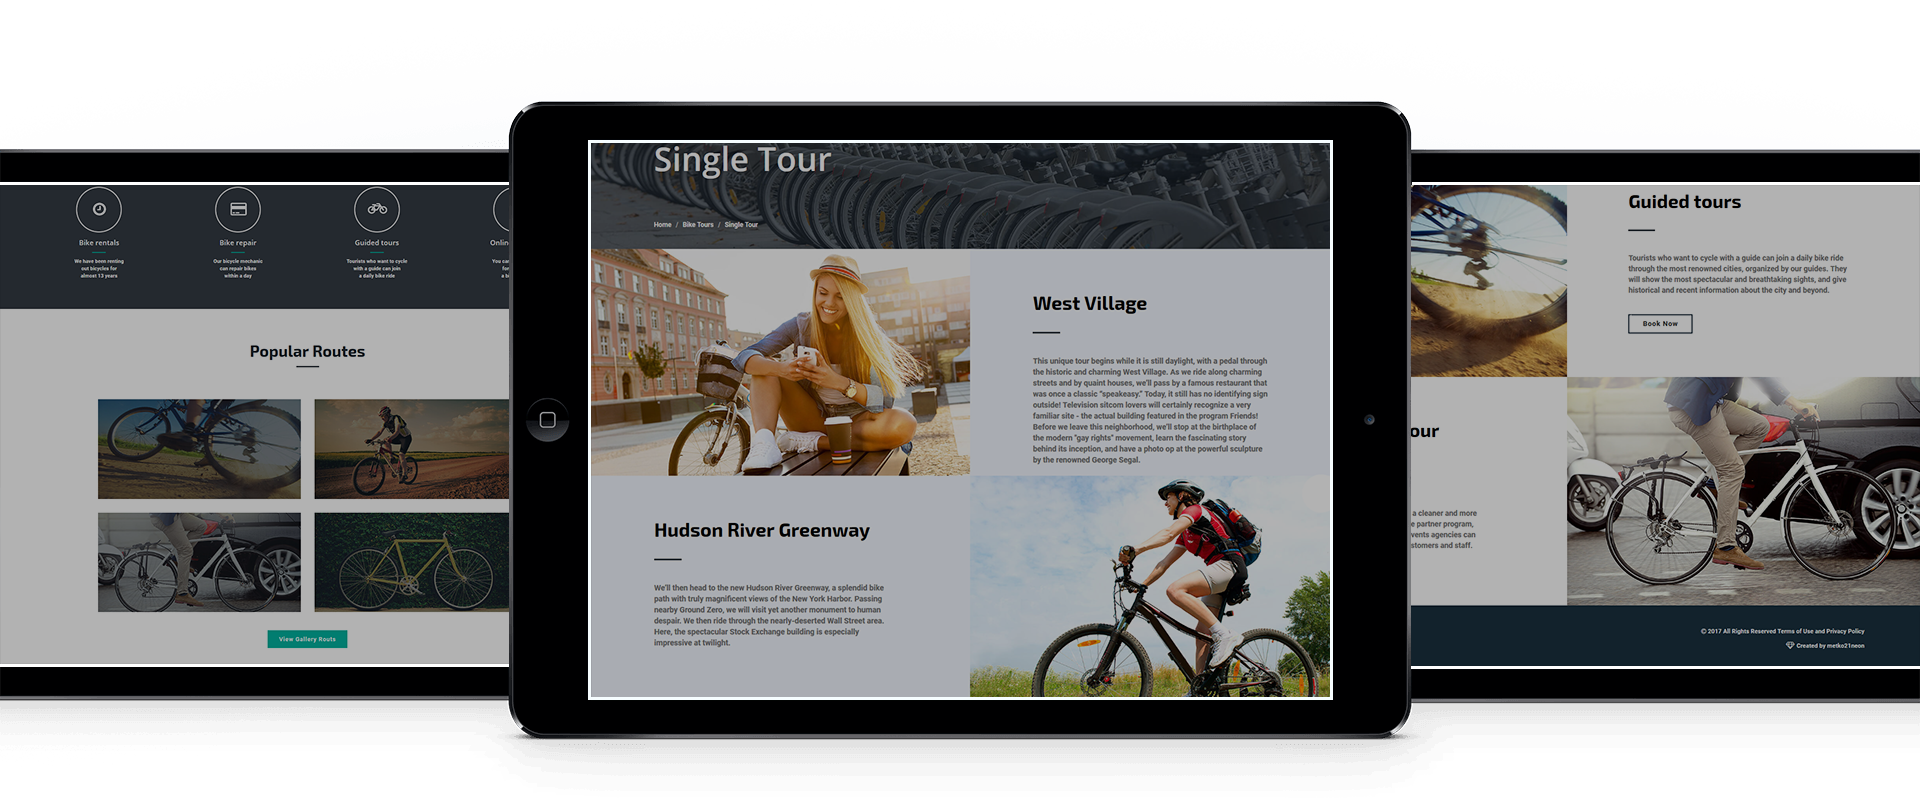 Bike rentals
We have been renting
out bicycles for
almost 13 years
Bike repair
Our bicycle mechanic
can repair bikes
within a day
Guided tours
Tourists who want to cycle
with a guide can join
a daily bike ride
Onlin
You can
for
Popular Routes
View Gallery Routs
Single Tour
Home / Bike Tours / Single Tour
West Village
This unique tour begins while it is still daylight, with a pedal through
the historic and charming West Village. As we ride along charming
streets and by quaint houses, we'll pass by a famous restaurant that
was once a classic "speakeasy." Today, it still has no identifying sign
outside! Television sitcom lovers will certainly recognize a very
familiar site - the actual building featured in the program Friends!
Before we leave this neighborhood, we'll stop at the birthplace of
the modern "gay rights" movement, learn the fascinating story
behind its inception, and have a photo op at the powerful sculpture
by the renowned George Segal.
Hudson River Greenway
We'll then head to the new Hudson River Greenway, a splendid bike
path with truly magnificent views of the New York Harbor. Passing
nearby Ground Zero, we will visit yet another monument to human
despair. We then ride through the nearly-deserted Wall Street area.
Here, the spectacular Stock Exchange building is especially
impressive at twilight.
Guided tours
Tourists who want to cycle with a guide can join a daily bike ride
through the most renowned cities, organized by our guides. They
will show the most spectacular and breathtaking sights, and give
historical and recent information about the city and beyond.
Book Now
our
a cleaner and more
e partner program,
vents agencies can
stomers and staff.
© 2017 All Rights Reserved Terms of Use and Privacy Policy
Created by metko21neon